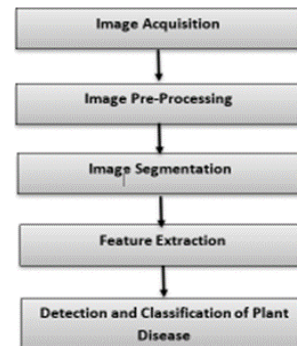 Image Acquisition
Image Pre-Processing
Image Segmentation
Feature Extraction
Detection and Classification of Plant
Disease